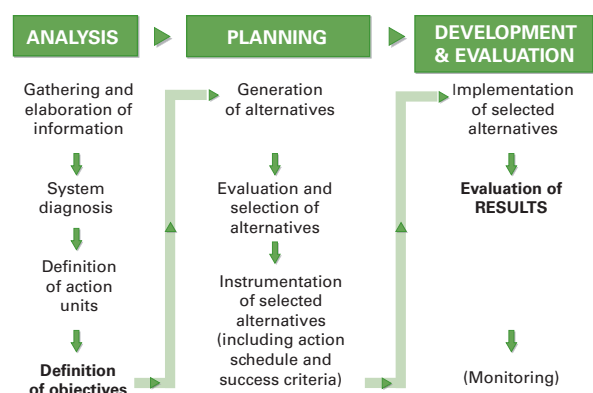 ANALYSIS
Gathering and
elaboration of
information
System
diagnosis
Definition
of action
units
Definition
of objectives
PLANNING
Generation
of alternatives
Evaluation and
selection of
alternatives
Instrumentation
of selected
alternatives
(including action
schedule and
success criteria)
DEVELOPMENT
& EVALUATION
Implementation
of selected
alternatives
Evaluation of
RESULTS
(Monitoring)